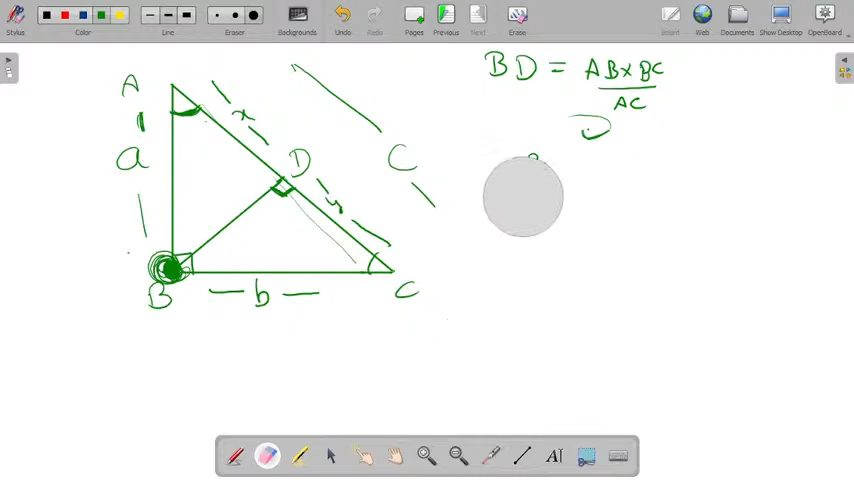 Stylus Color Line Eraser Backgrounds Undo Redo Pages Previous Next Erase Board Web Documents Show Desktop OpenBoard
A
a
B
b
C
x
D
y
C
BD = AB × BC
AC